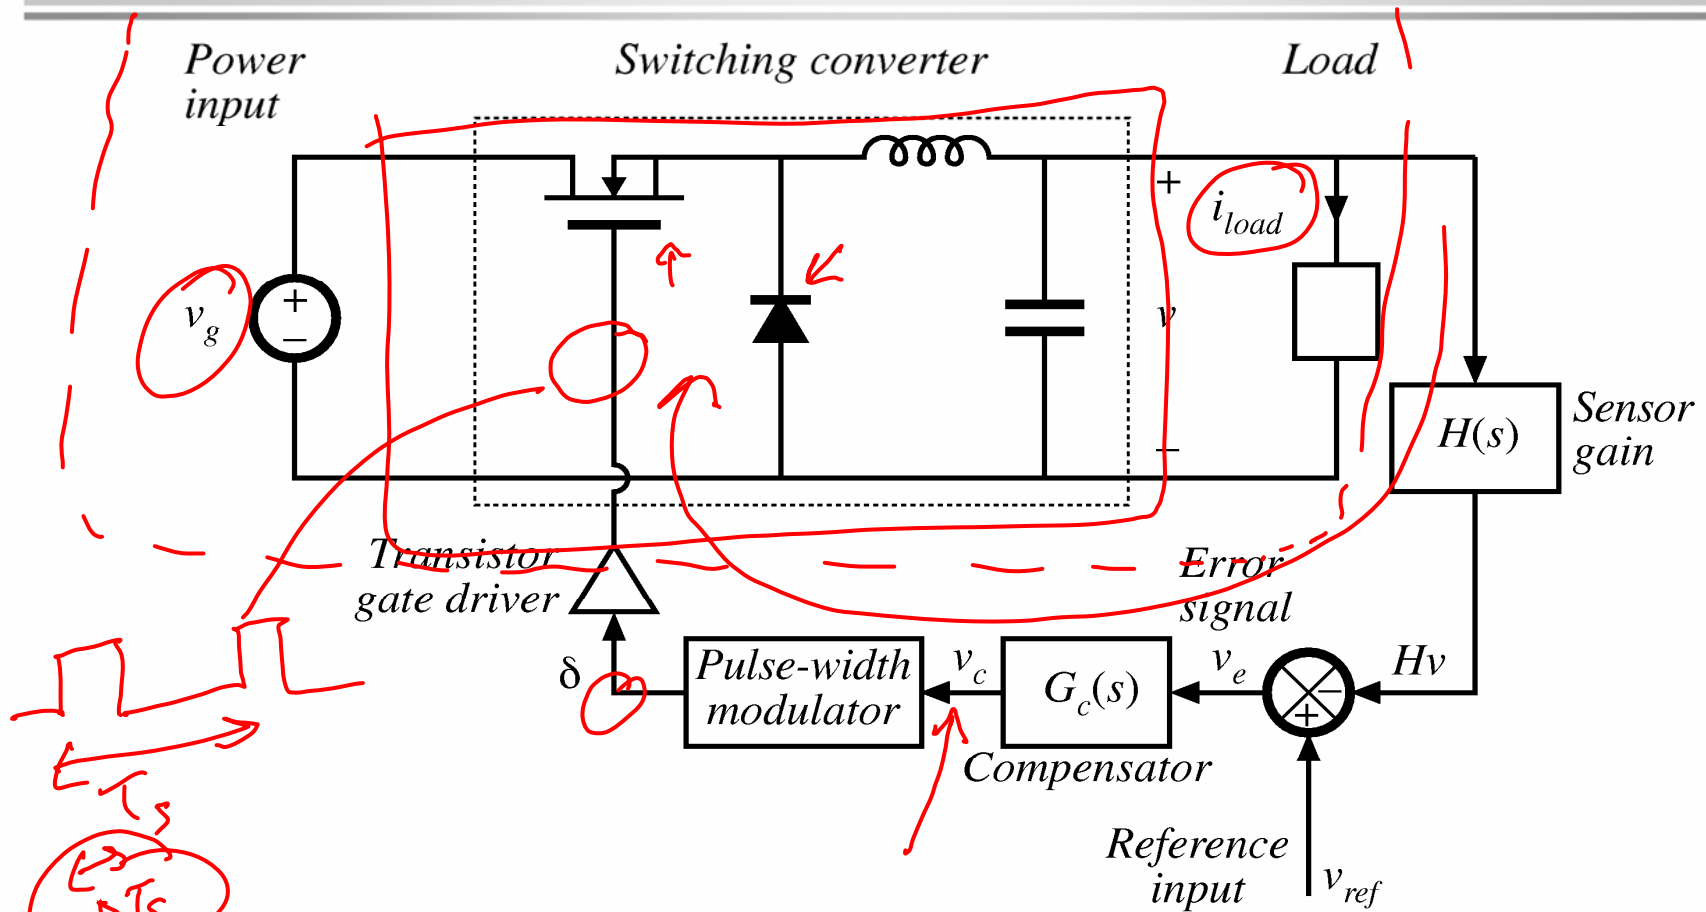 Power input
Switching converter
Load
+
i_load
v_g
+
−
v
−
H(s)
Sensor gain
Transistor gate driver
Error signal
δ
Pulse-width modulator
v_c
G_c(s)
v_e
−
+
Hv
Compensator
T_s
Reference input
v_ref
T_s